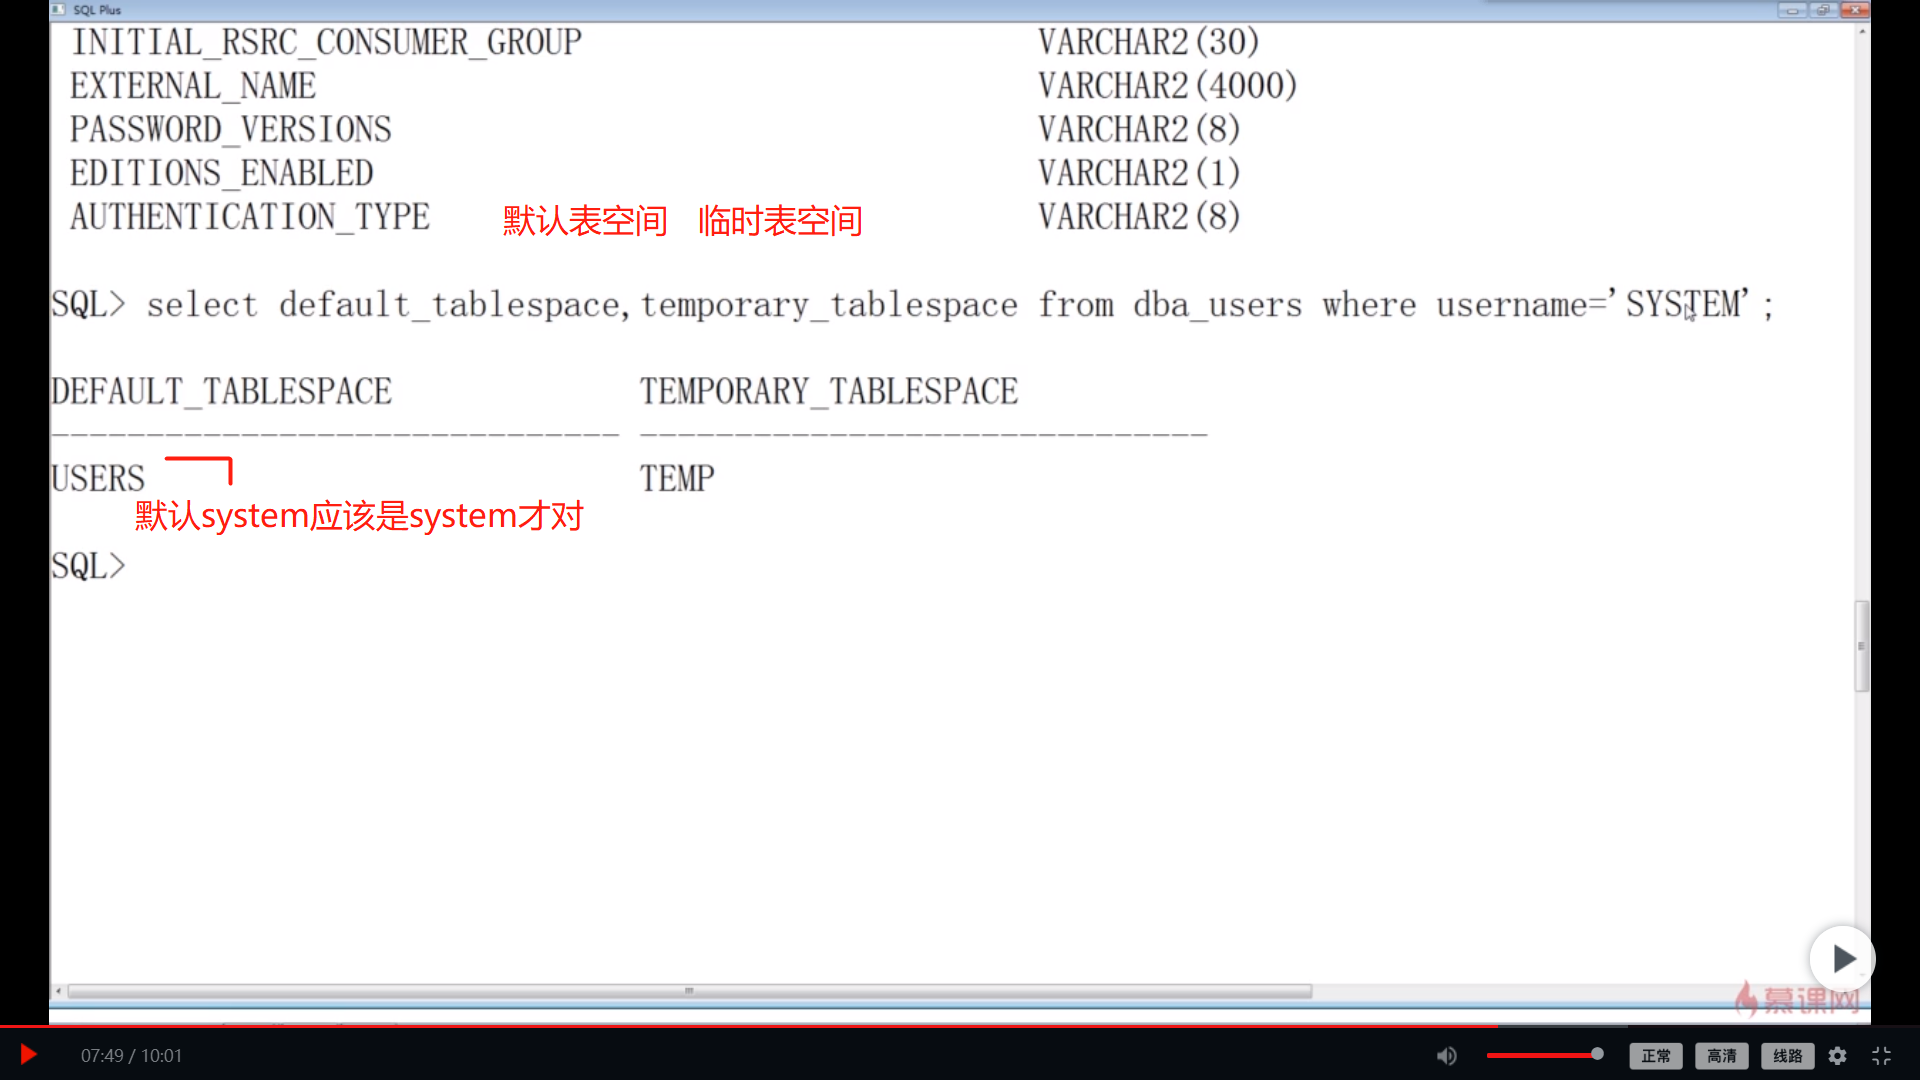 SQL Plus
INITIAL_RSRC_CONSUMER_GROUP VARCHAR2(30)
EXTERNAL_NAME VARCHAR2(4000)
PASSWORD_VERSIONS VARCHAR2(8)
EDITIONS_ENABLED VARCHAR2(1)
AUTHENTICATION_TYPE 默认表空间 临时表空间 VARCHAR2(8)
SQL> select default_tablespace,temporary_tablespace from dba_users where username='SYSTEM';
DEFAULT_TABLESPACE TEMPORARY_TABLESPACE
------------------------------ ------------------------------
USERS TEMP
默认system应该是system才对
SQL>
慕课网
07:49 / 10:01 正常 高清 线路